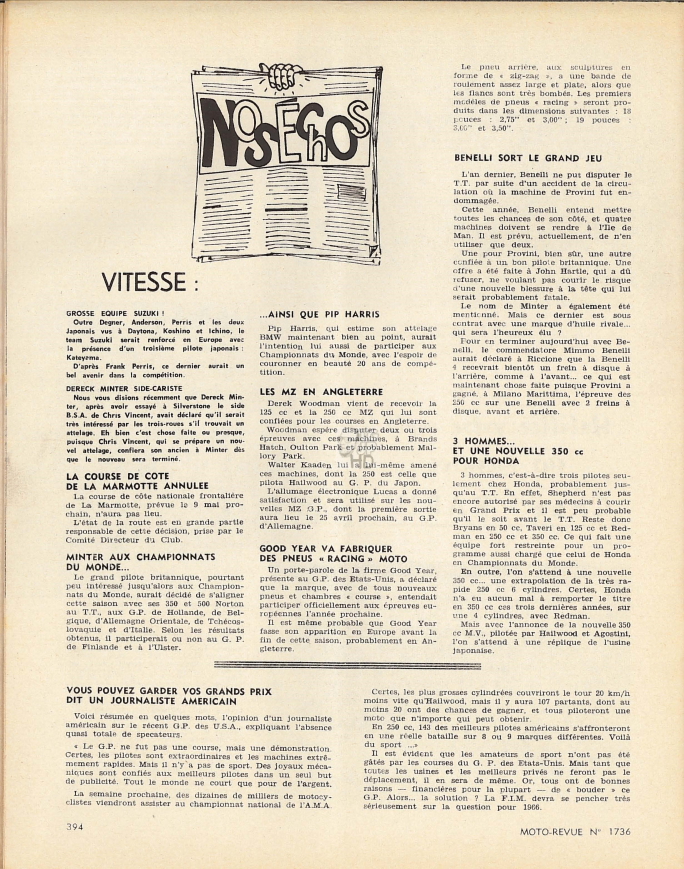 NOS ÉCHOS
VITESSE :
GROSSE EQUIPE SUZUKI !
Outre Degner, Anderson, Perris et les deux
Japonais vus à Daytona, Koshino et Ichino, le
team Suzuki serait renforcé en Europe avec
la présence d'un troisième pilote japonais :
Kateyrma.
D'après Frank Perris, ce dernier aurait un
bel avenir dans la compétition.
DERECK MINTER SIDE-CARISTE
Nous vous disions récemment que Dereck Min-
ter, après avoir essayé à Silverstone le side
B.S.A. de Chris Vincent, avait déclaré qu'il serait
très intéressé par les trois-roues s'il trouvait un
attelage. Eh bien c'est chose faite ou presque,
puisque Chris Vincent, qui se prépare un nou-
vel attelage, confiera son ancien à Minter dès
que le nouveau sera terminé.
LA COURSE DE COTE
DE LA MARMOTTE ANNULEE
La course de côte nationale frontalière
de La Marmotte, prévue le 9 mai pro-
chain, n'aura pas lieu.
L'état de la route est en grande partie
responsable de cette décision, prise par le
Comité Directeur du Club.
MINTER AUX CHAMPIONNATS
DU MONDE...
Le grand pilote britannique, pourtant
peu intéressé jusqu'alors aux Champion-
nats du Monde, aurait décidé de s'aligner
cette saison avec ses 350 et 500 Norton
au T.T., aux G.P. de Hollande, de Bel-
gique, d'Allemagne Orientale, de Tchécos-
lovaquie et d'Italie. Selon les résultats
obtenus, il participerait ou non au G. P.
de Finlande et à l'Ulster.
...AINSI QUE PIP HARRIS
Pip Harris, qui estime son attelage
BMW maintenant bien au point, aurait
l'intention lui aussi de participer aux
Championnats du Monde, avec l'espoir de
couronner en beauté 20 ans de compé-
tition.
LES MZ EN ANGLETERRE
Derek Woodman vient de recevoir la
125 cc et la 250 cc MZ qui lui sont
confiées pour les courses en Angleterre.
Woodman espère disputer deux ou trois
épreuves avec ces machines, à Brands
Hatch, Oulton Park et probablement Mal-
lory Park.
Walter Kaaden lui a lui-même amené
ces machines, dont la 250 est celle que
pilota Hailwood au G. P. du Japon.
L'allumage électronique Lucas a donné
satisfaction et sera utilisé sur les nou-
velles MZ G.P., dont la première sortie
aura lieu le 25 avril prochain, au G.P.
d'Allemagne.
GOOD YEAR VA FABRIQUER
DES PNEUS « RACING » MOTO
Un porte-parole de la firme Good Year,
présente au G.P. des Etats-Unis, a déclaré
que la marque, avec de tous nouveaux
pneus et chambres « course », entendait
participer officiellement aux épreuves eu-
ropéennes l'année prochaine.
Il est même probable que Good Year
fasse son apparition en Europe avant la
fin de cette saison, probablement en An-
gleterre.
Le pneu arrière, aux sculptures en
forme de « zig-zag », a une bande de
roulement assez large et plate, alors que
les flancs sont très bombés. Les premiers
modèles de pneus « racing » seront pro-
duits dans les dimensions suivantes : 18
pouces : 2,75" et 3,00" ; 19 pouces :
3,00" et 3,50".
BENELLI SORT LE GRAND JEU
L'an dernier, Benelli ne put disputer le
T.T. par suite d'un accident de la circu-
lation où la machine de Provini fut en-
dommagée.
Cette année, Benelli entend mettre
toutes les chances de son côté, et quatre
machines doivent se rendre à l'Ile de
Man. Il est prévu, actuellement, de n'en
utiliser que deux.
Une pour Provini, bien sûr, une autre
confiée à un bon pilote britannique. Une
offre a été faite à John Hartle, qui a dû
refuser, ne voulant pas courir le risque
d'une nouvelle blessure à la tête qui lui
serait probablement fatale.
Le nom de Minter a également été
mentionné. Mais ce dernier est sous
contrat avec une marque d'huile rivale...
qui sera l'heureux élu ?
Pour en terminer aujourd'hui avec Be-
nelli, le commendatore Mimmo Benelli
aurait déclaré à Riccione que la Benelli
4 recevrait bientôt un frein à disque à
l'arrière, comme à l'avant... ce qui est
maintenant chose faite puisque Provini a
gagné, à Milano Marittima, l'épreuve des
250 cc sur une Benelli avec 2 freins à
disque, avant et arrière.
3 HOMMES...
ET UNE NOUVELLE 350 cc
POUR HONDA
3 hommes, c'est-à-dire trois pilotes seu-
lement chez Honda, probablement jus-
qu'au T.T. En effet, Shepherd n'est pas
encore autorisé par ses médecins à courir
en Grand Prix et il est peu probable
qu'il le soit avant le T.T. Reste donc
Bryans en 50 cc, Taveri en 125 cc et Red-
man en 250 cc et 350 cc. Ce qui fait une
équipe fort restreinte pour un pro-
gramme aussi chargé que celui de Honda
en Championnats du Monde.
En outre, l'on s'attend à une nouvelle
350 cc... une extrapolation de la très ra-
pide 250 cc 6 cylindres. Certes, Honda
n'a eu aucun mal à remporter le titre
en 350 cc ces trois dernières années, sur
une 4 cylindres, avec Redman.
Mais avec l'annonce de la nouvelle 350
cc M.V., pilotée par Hailwood et Agostini,
l'on s'attend à une réplique de l'usine
japonaise.
VOUS POUVEZ GARDER VOS GRANDS PRIX
DIT UN JOURNALISTE AMERICAIN
Voici résumée en quelques mots, l'opinion d'un journaliste
américain sur le récent G.P. des U.S.A., expliquant l'absence
quasi totale de specateurs.
« Le G.P. ne fut pas une course, mais une démonstration.
Certes, les pilotes sont extraordinaires et les machines extrê-
mement rapides. Mais il n'y a pas de sport. Des joyaux méca-
niques sont confiés aux meilleurs pilotes dans un seul but
de publicité. Tout le monde ne court que pour de l'argent.
La semaine prochaine, des dizaines de milliers de motocy-
clistes viendront assister au championnat national de l'A.M.A.
Certes, les plus grosses cylindrées couvriront le tour 20 km/h
moins vite qu'Hailwood, mais il y aura 107 partants, dont au
moins 20 ont des chances de gagner, et tous piloteront une
moto que n'importe qui peut obtenir.
En 250 cc, 143 des meilleurs pilotes américains s'affronteront
en une réelle bataille sur 8 ou 9 marques différentes. Voilà
du sport ...»
Il est évident que les amateurs de sport n'ont pas été
gâtés par les courses du G. P. des Etats-Unis. Mais tant que
toutes les usines et les meilleurs privés ne feront pas le
déplacement, il en sera de même. Or, tous ont de bonnes
raisons — financières pour la plupart — de « bouder » ce
G.P. Alors... la solution ? La F.I.M. devra se pencher très
sérieusement sur la question pour 1966.
394
MOTO-REVUE N° 1736